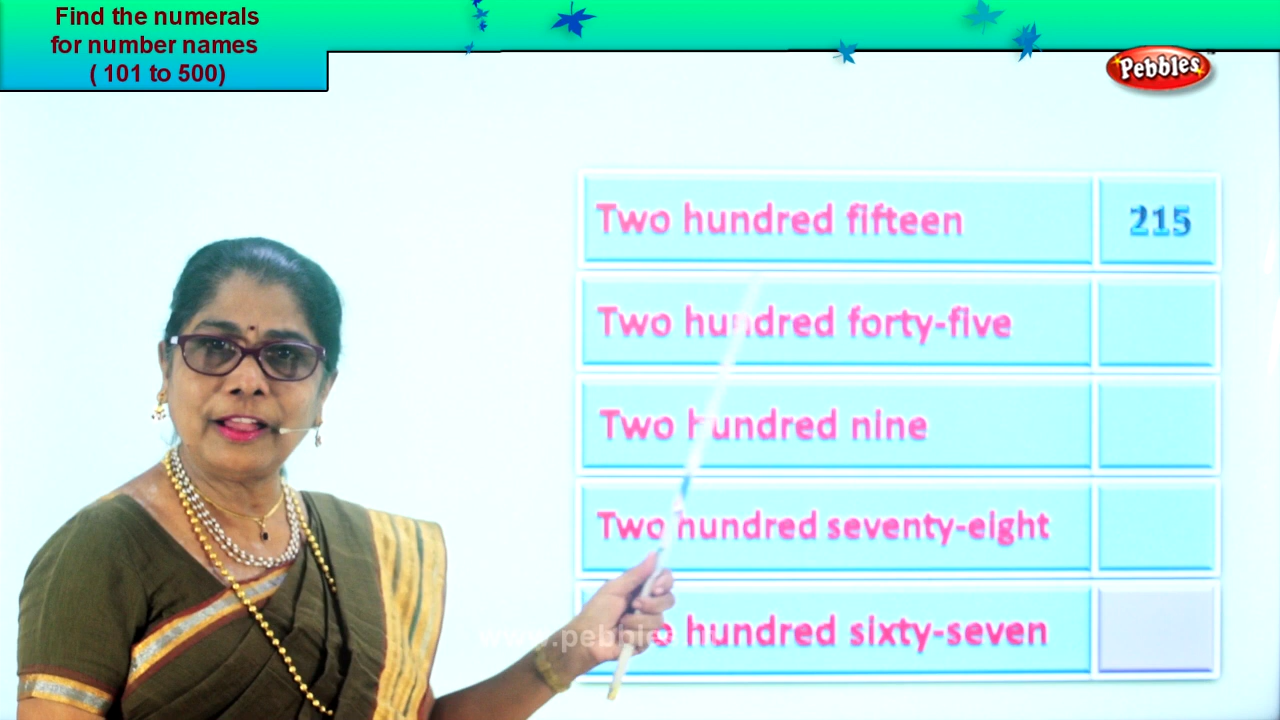 Find the numerals
for number names
( 101 to 500)
Pebbles
Two hundred fifteen 215
Two hundred forty-five
Two hundred nine
Two hundred seventy-eight
hundred sixty-seven